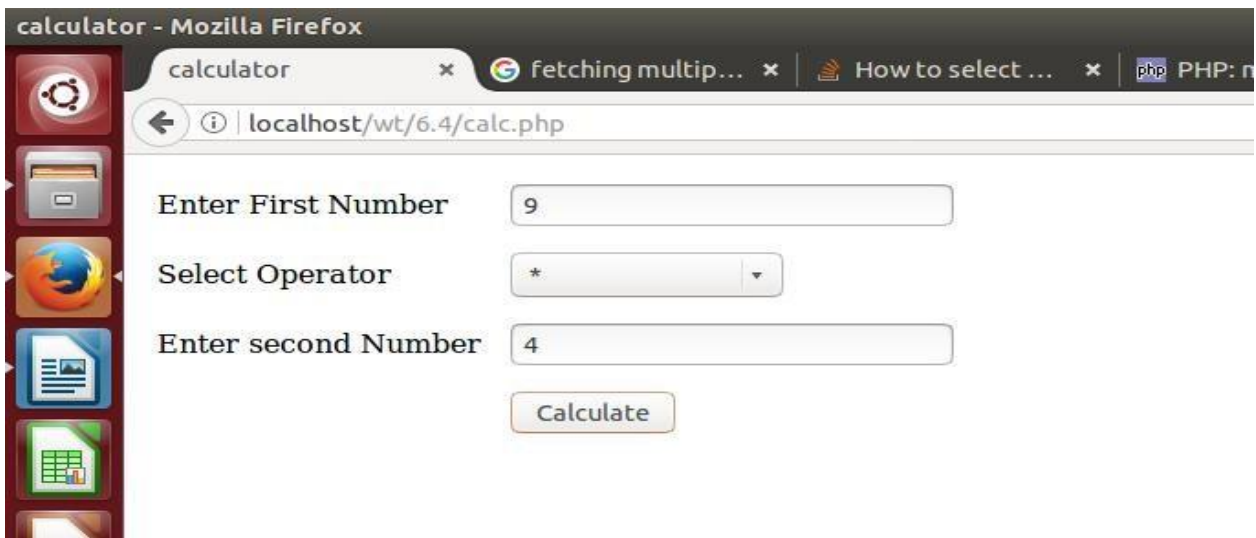 calculator - Mozilla Firefox
calculator × fetching multip... × How to select ... × php PHP: m
localhost/wt/6.4/calc.php
Enter First Number 9
Select Operator *
Enter second Number 4
Calculate